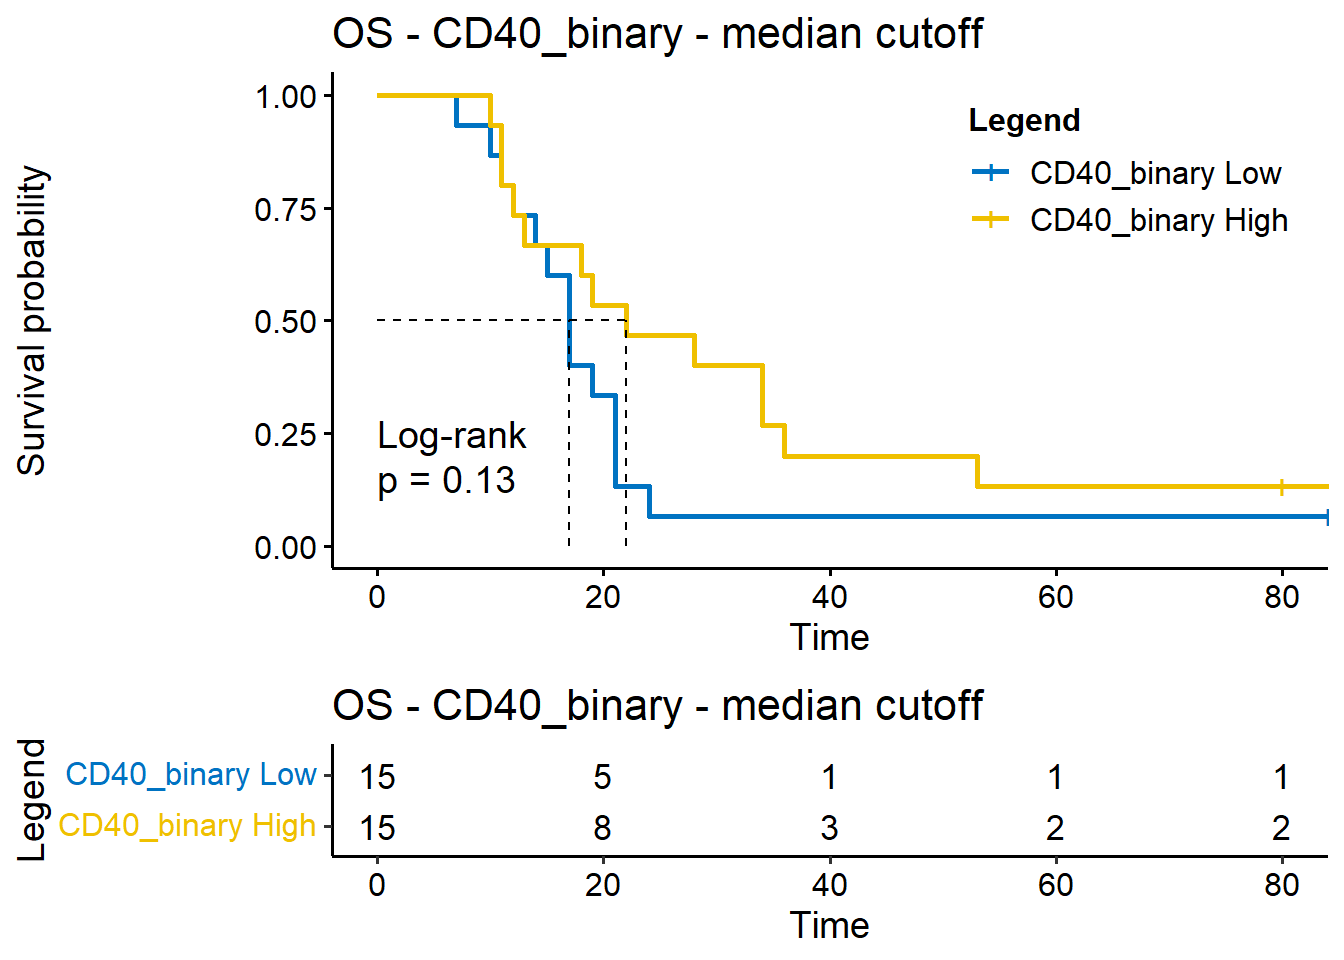 OS - CD40_binary - median cutoff
Survival probability
1.00
0.75
0.50
0.25
0.00
Legend
CD40_binary Low
CD40_binary High
Log-rank
p = 0.13
0 20 40 60 80
Time
OS - CD40_binary - median cutoff
Legend
CD40_binary Low 15 5 1 1 1
CD40_binary High 15 8 3 2 2
0 20 40 60 80
Time